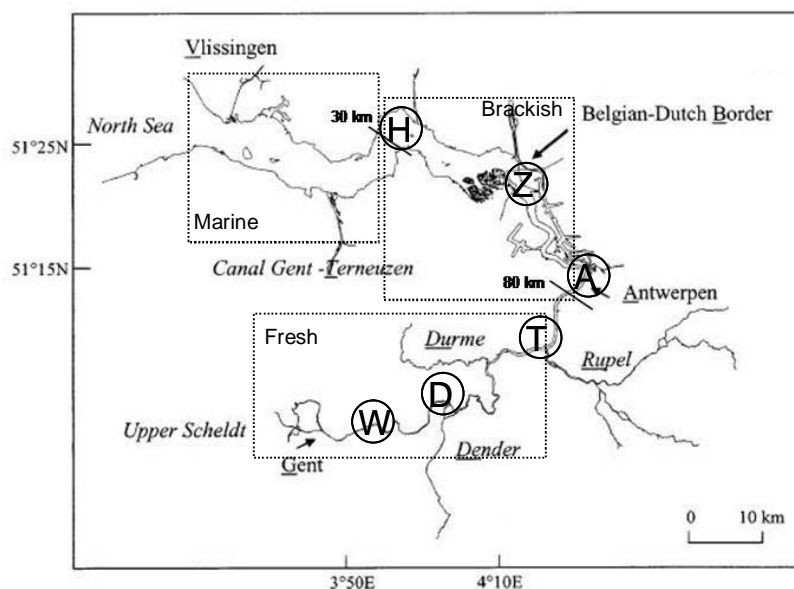 Vlissingen
Brackish
Belgian-Dutch Border
North Sea
30 km
H
51°25N
Z
Marine
Canal Gent -Terneuzen
51°15N
80 km
A
Antwerpen
Fresh
Durme
T
Rupel
D
W
Upper Scheldt
Gent
Dender
0 10 km
3°50E 4°10E